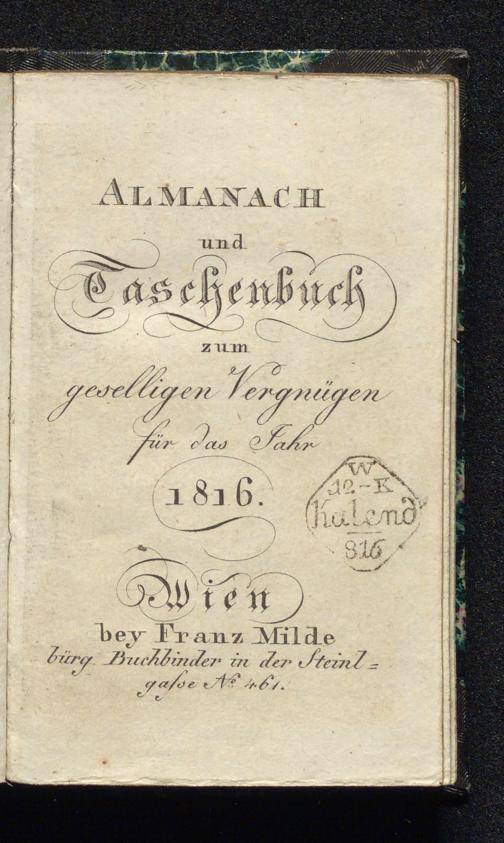 ALMANACH
und
Taschenbuch
zum
geselligen Vergnügen
für das Jahr
1816.
W
12-K
Kalend
816
Wien
bey Franz Milde
bürg. Buchbinder in der Steinl=
gaſse No. 461.